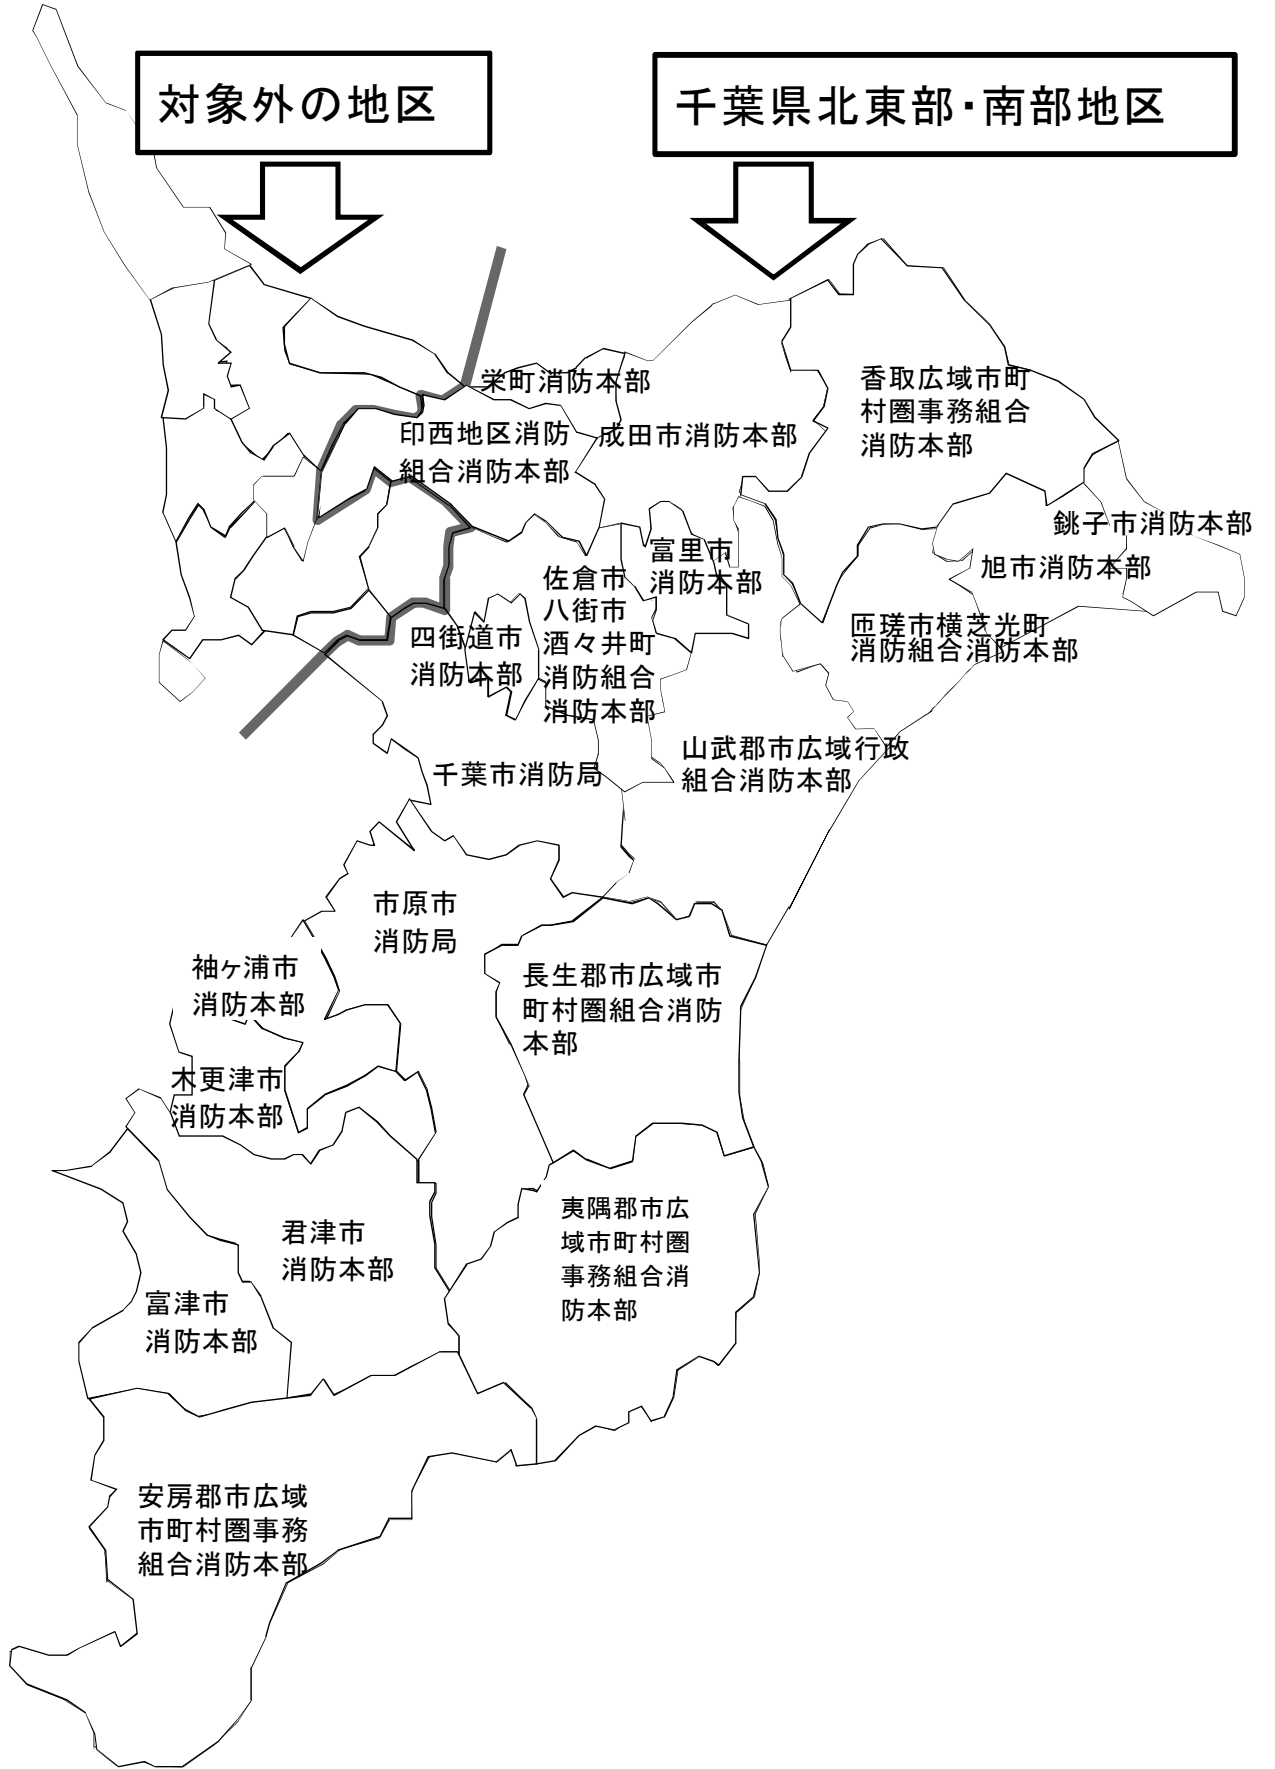 対象外の地区
千葉県北東部・南部地区
栄町消防本部
印西地区消防
組合消防本部
成田市消防本部
香取広域市町
村圏事務組合
消防本部
銚子市消防本部
旭市消防本部
富里市
消防本部
佐倉市
八街市
酒々井町
消防組合
消防本部
四街道市
消防本部
匝瑳市横芝光町
消防組合消防本部
山武郡市広域行政
組合消防本部
千葉市消防局
市原市
消防局
袖ヶ浦市
消防本部
長生郡市広域市
町村圏組合消防
本部
木更津市
消防本部
夷隅郡市広
域市町村圏
事務組合消
防本部
君津市
消防本部
富津市
消防本部
安房郡市広域
市町村圏事務
組合消防本部